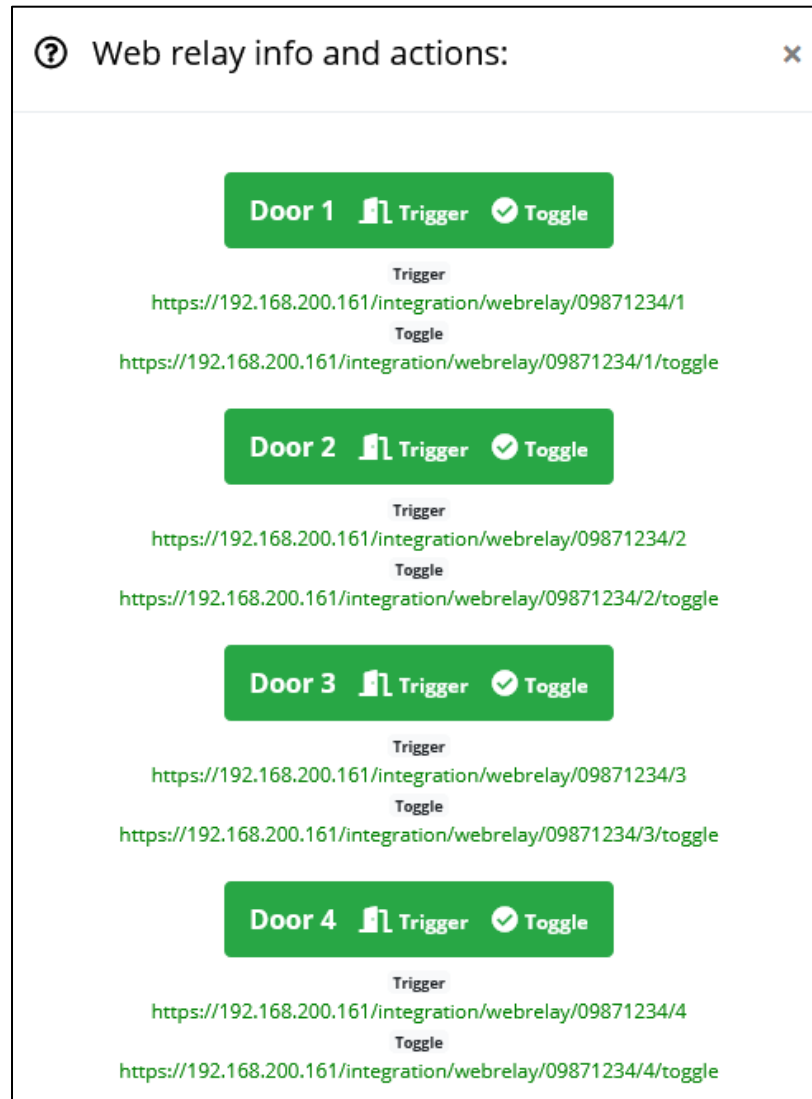 Web relay info and actions:
Door 1 Trigger Toggle
Trigger
https://192.168.200.161/integration/webrelay/09871234/1
Toggle
https://192.168.200.161/integration/webrelay/09871234/1/toggle
Door 2 Trigger Toggle
Trigger
https://192.168.200.161/integration/webrelay/09871234/2
Toggle
https://192.168.200.161/integration/webrelay/09871234/2/toggle
Door 3 Trigger Toggle
Trigger
https://192.168.200.161/integration/webrelay/09871234/3
Toggle
https://192.168.200.161/integration/webrelay/09871234/3/toggle
Door 4 Trigger Toggle
Trigger
https://192.168.200.161/integration/webrelay/09871234/4
Toggle
https://192.168.200.161/integration/webrelay/09871234/4/toggle